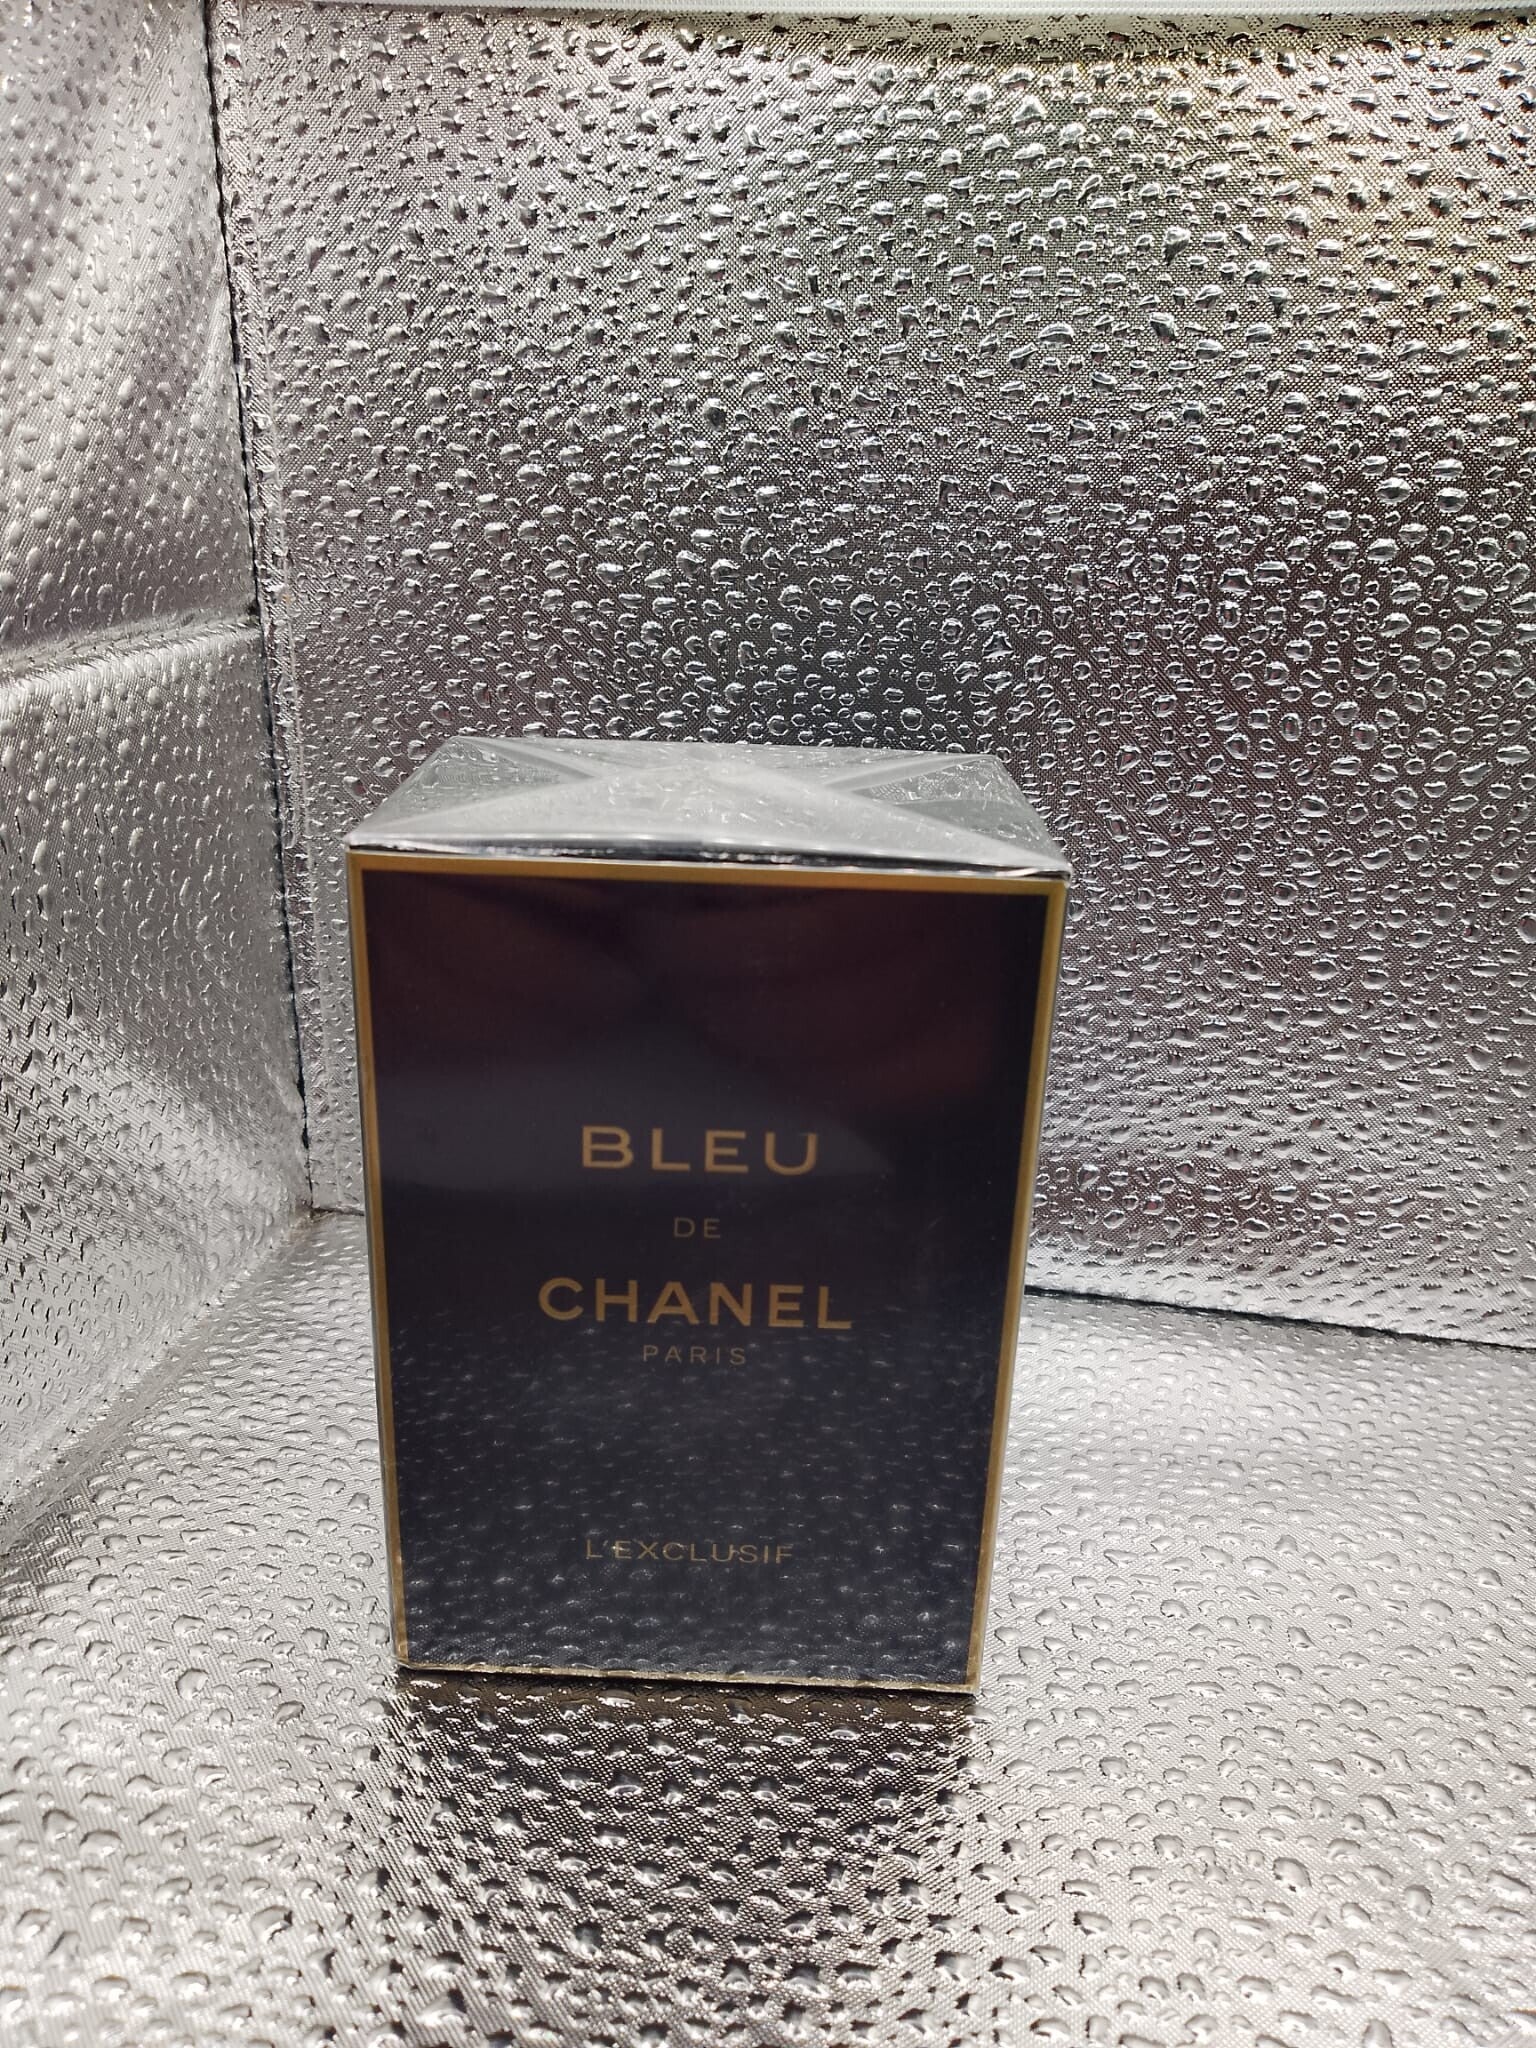 BLEU
DE
CHANEL
PARIS
L'EXCLUSIF